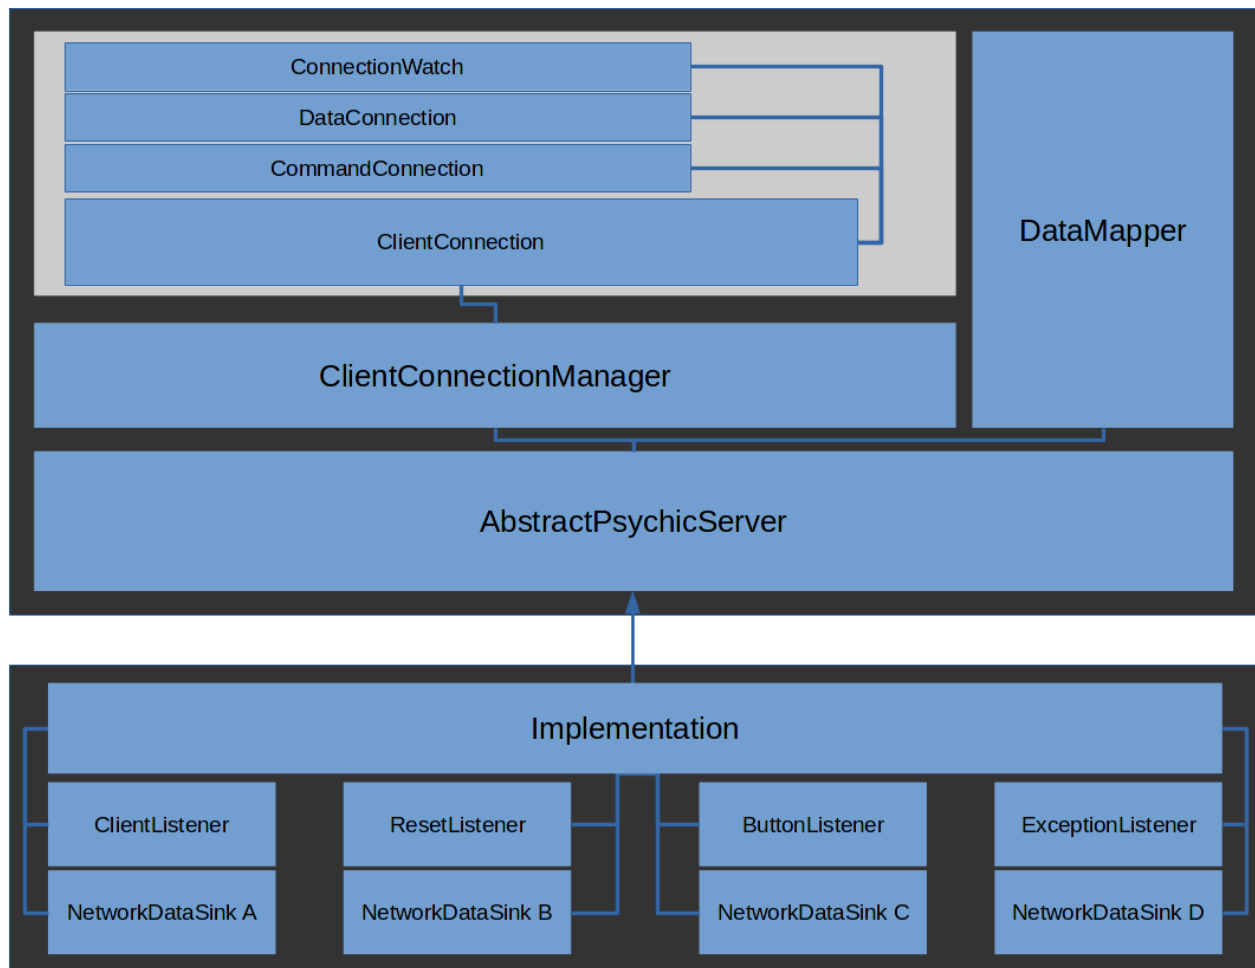 ConnectionWatch
DataConnection
CommandConnection
ClientConnection
DataMapper
ClientConnectionManager
AbstractPsychicServer
Implementation
ClientListener
ResetListener
ButtonListener
ExceptionListener
NetworkDataSink A
NetworkDataSink B
NetworkDataSink C
NetworkDataSink D